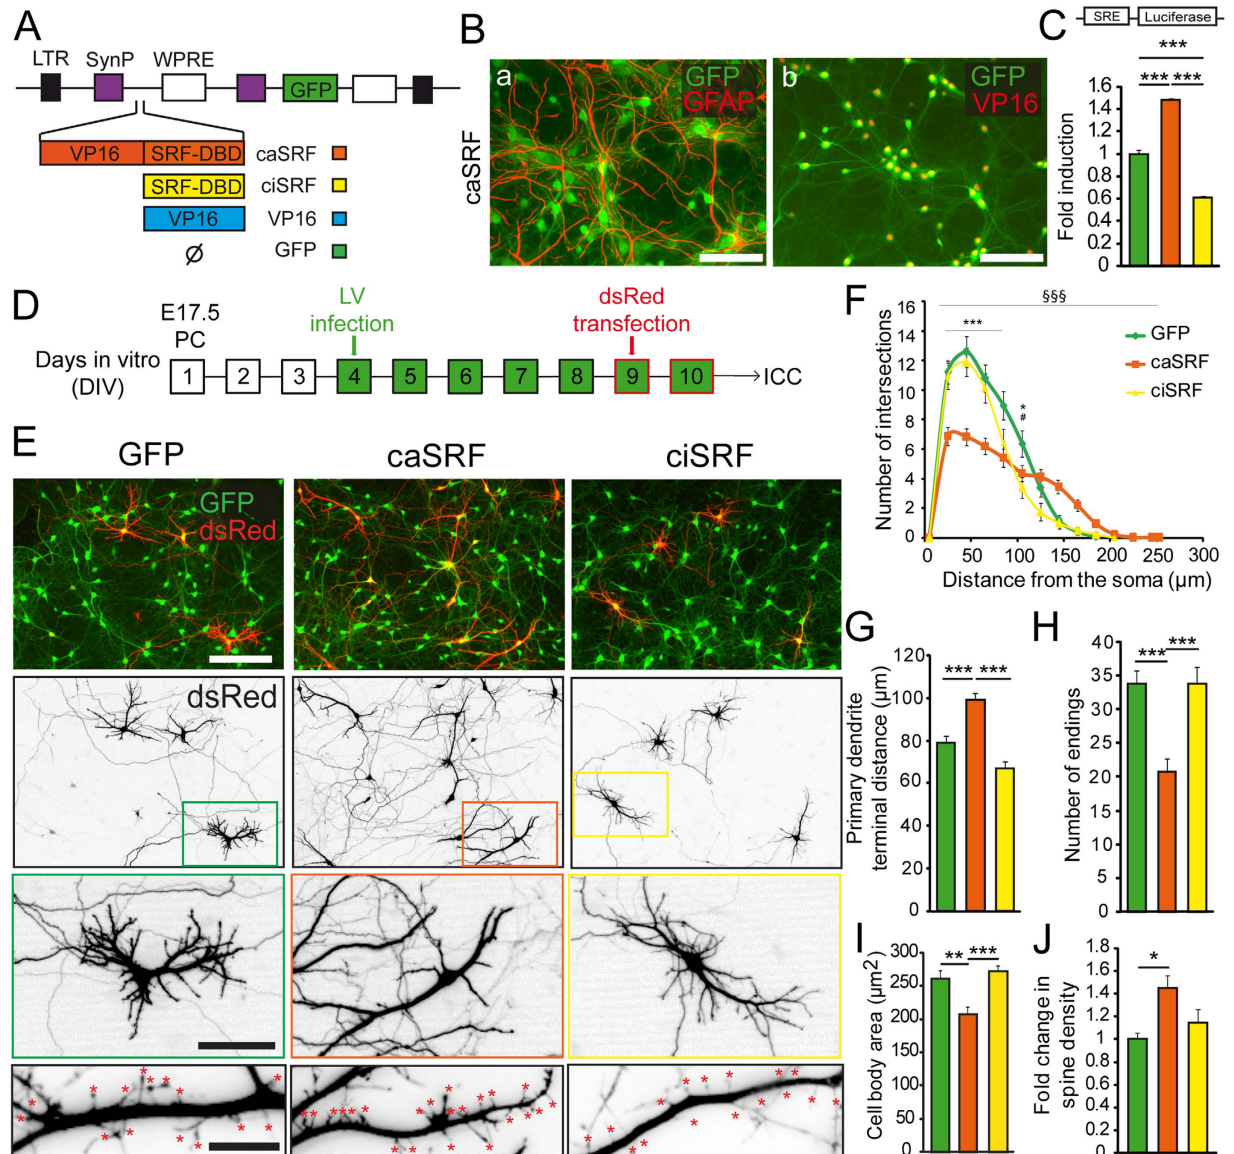 A
LTR SynP WPRE
GFP
VP16 SRF-DBD caSRF
SRF-DBD ciSRF
VP16 VP16
Ø GFP
B
caSRF
a GFP
GFAP
b GFP
VP16
C
SRE Luciferase
***
*** ***
Fold induction
1.6
1.4
1.2
1
0.8
0.6
0.4
0.2
0
D
E17.5
PC
LV
infection
dsRed
transfection
Days in vitro
(DIV)
1 2 3 4 5 6 7 8 9 10 ICC
E
GFP caSRF ciSRF
GFP
dsRed
dsRed
F
§§§
***
*
#
GFP
caSRF
ciSRF
Number of intersections
16
14
12
10
8
6
4
2
0
0 50 100 150 200 250 300
Distance from the soma (µm)
G
*** ***
Primary dendrite
terminal distance (µm)
120
100
80
60
40
20
0
H
*** ***
Number of endings
40
35
30
25
20
15
10
5
0
I
** ***
Cell body area (µm2)
300
250
200
150
100
50
0
J
*
Fold change in
spine density
1.8
1.6
1.4
1.2
1
0.8
0.6
0.4
0.2
0